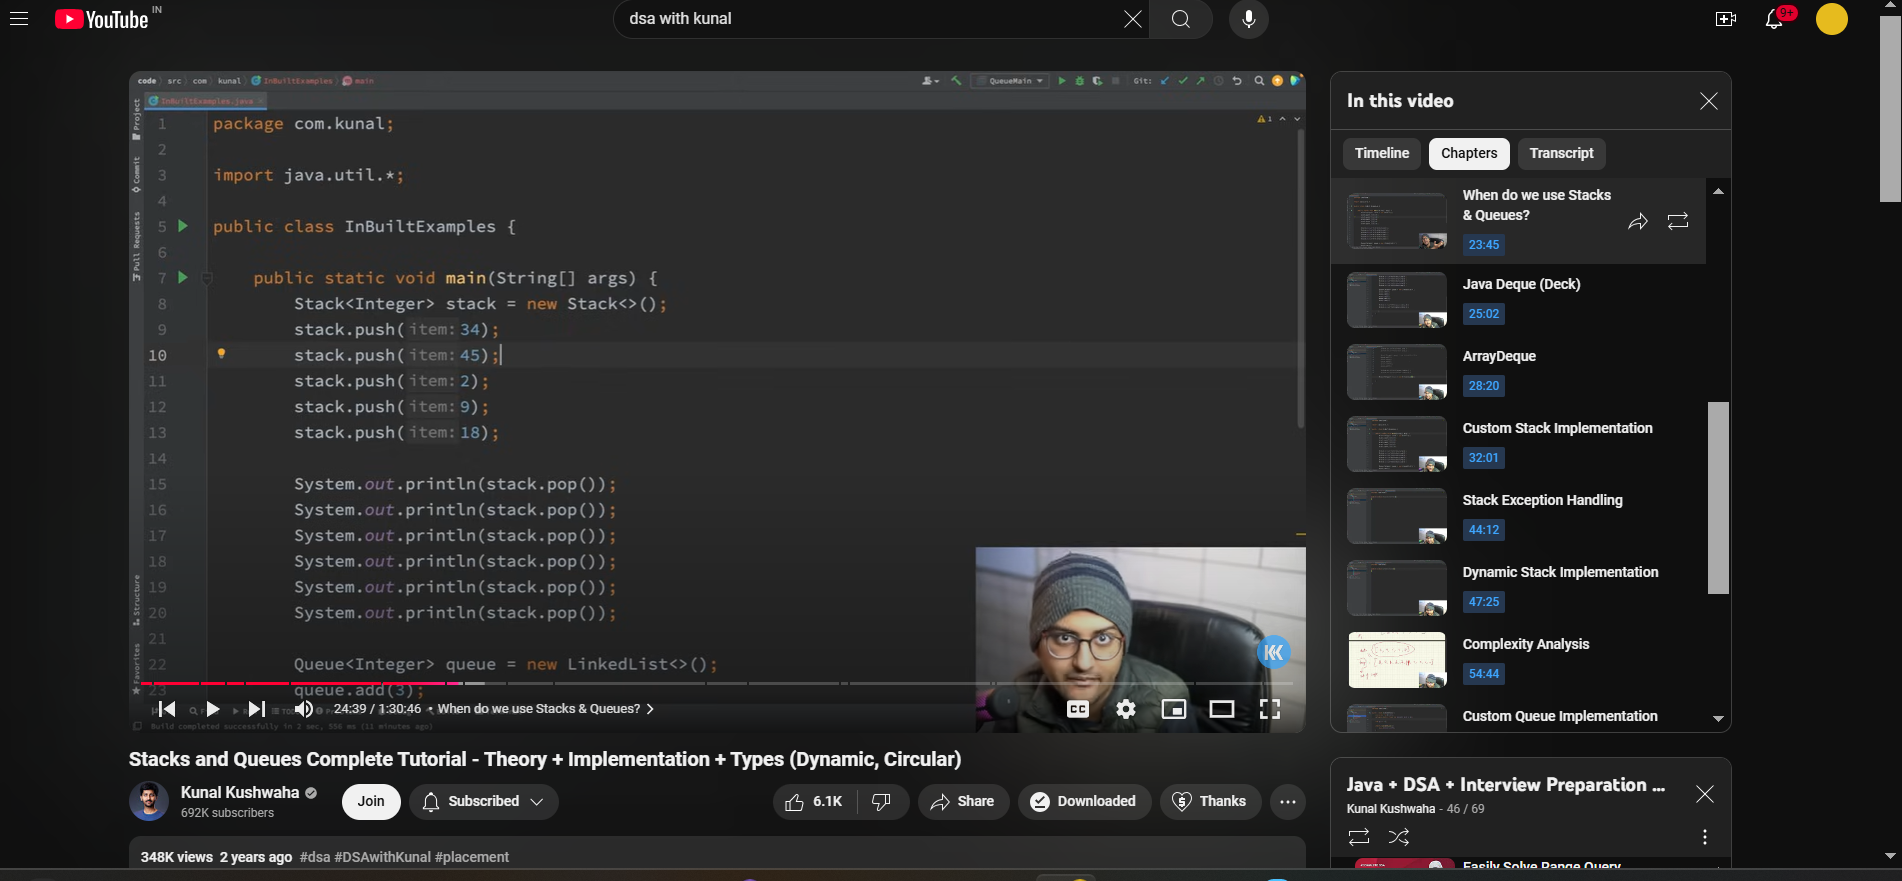 YouTube IN
dsa with kunal
9+
code src com kunal InBuiltExamples main
QueueMain
Git:
InBuiltExamples.java
Project
Commit
Pull Requests
Structure
Favorites
1 package com.kunal;
2
3 import java.util.*;
4
5 public class InBuiltExamples {
6
7 public static void main(String[] args) {
8 Stack<Integer> stack = new Stack<>();
9 stack.push( item: 34);
10 stack.push( item: 45);
11 stack.push( item: 2);
12 stack.push( item: 9);
13 stack.push( item: 18);
14
15 System.out.println(stack.pop());
16 System.out.println(stack.pop());
17 System.out.println(stack.pop());
18 System.out.println(stack.pop());
19 System.out.println(stack.pop());
20 System.out.println(stack.pop());
21
22 Queue<Integer> queue = new LinkedList<>();
23 queue.add(3);
1
24:39 / 1:30:46 • When do we use Stacks & Queues?
CC
Build completed successfully in 2 sec, 556 ms (11 minutes ago)
Stacks and Queues Complete Tutorial - Theory + Implementation + Types (Dynamic, Circular)
Kunal Kushwaha
692K subscribers
Join
Subscribed
6.1K
Share
Downloaded
Thanks
348K views 2 years ago #dsa #DSAwithKunal #placement
In this video
Timeline Chapters Transcript
When do we use Stacks
& Queues?
23:45
Java Deque (Deck)
25:02
ArrayDeque
28:20
Custom Stack Implementation
32:01
Stack Exception Handling
44:12
Dynamic Stack Implementation
47:25
Complexity Analysis
54:44
Custom Queue Implementation
Java + DSA + Interview Preparation ...
Kunal Kushwaha - 46 / 69
Easily Solve Range Query